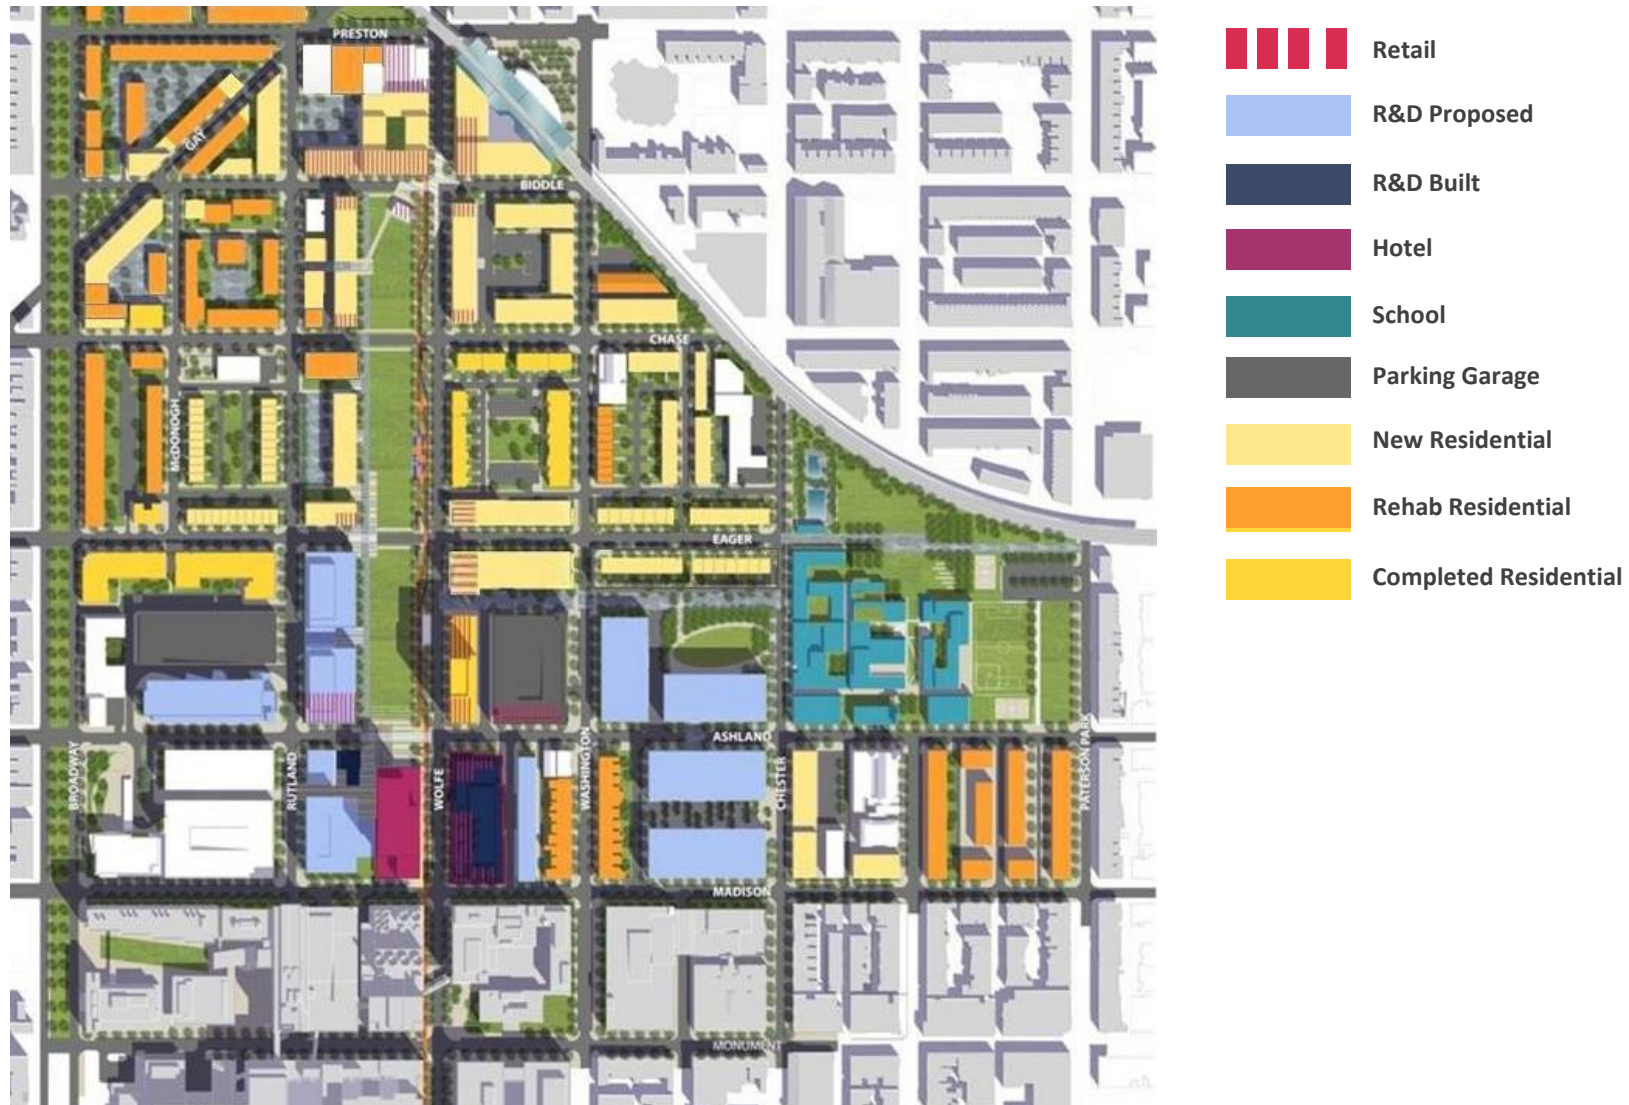 PRESTON
GAY
BIDDLE
CHASE
McDONOGH
EAGER
ASHLAND
BROADWAY
RUTLAND
WOLFE
WASHINGTON
CHESTER
PATERSON PARK
MADISON
MONUMENT
Retail
R&D Proposed
R&D Built
Hotel
School
Parking Garage
New Residential
Rehab Residential
Completed Residential